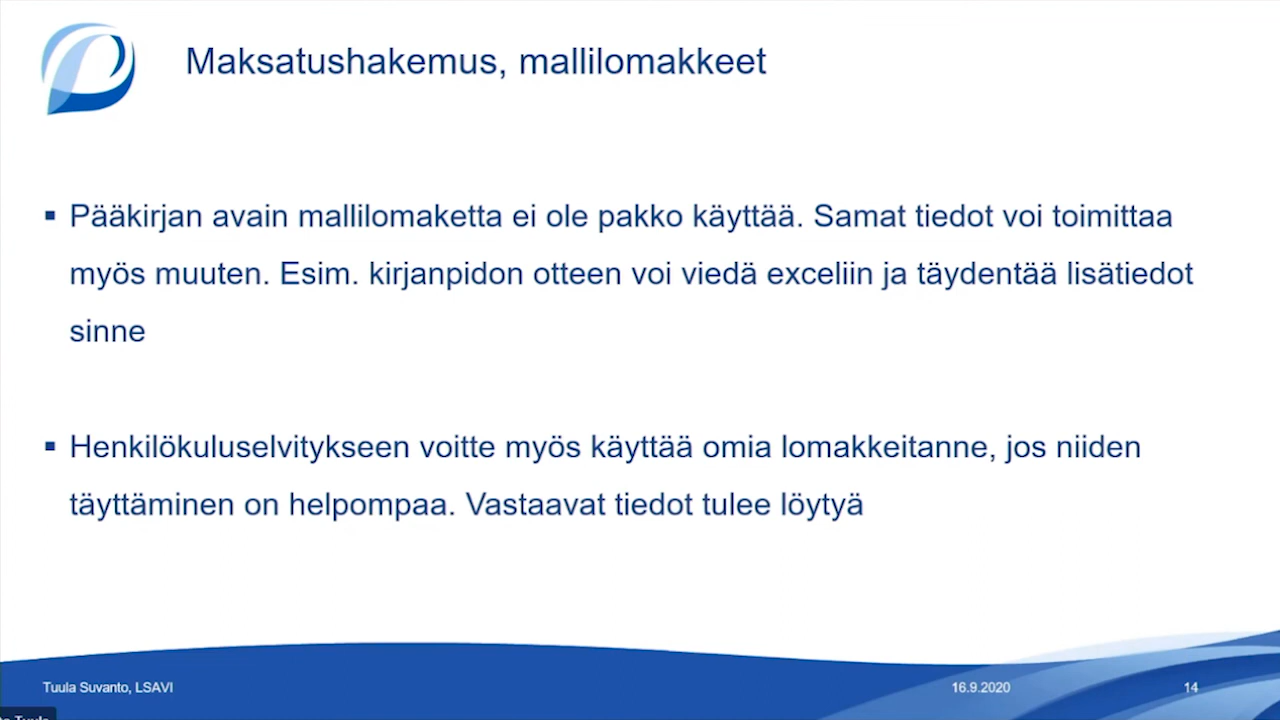 Maksatushakemus, mallilomakkeet
▪ Pääkirjan avain mallilomaketta ei ole pakko käyttää. Samat tiedot voi toimittaa
myös muuten. Esim. kirjanpidon otteen voi viedä exceliin ja täydentää lisätiedot
sinne
▪ Henkilökuluselvitykseen voitte myös käyttää omia lomakkeitanne, jos niiden
täyttäminen on helpompaa. Vastaavat tiedot tulee löytyä
Tuula Suvanto, LSAVI
16.9.2020
14
Tuula